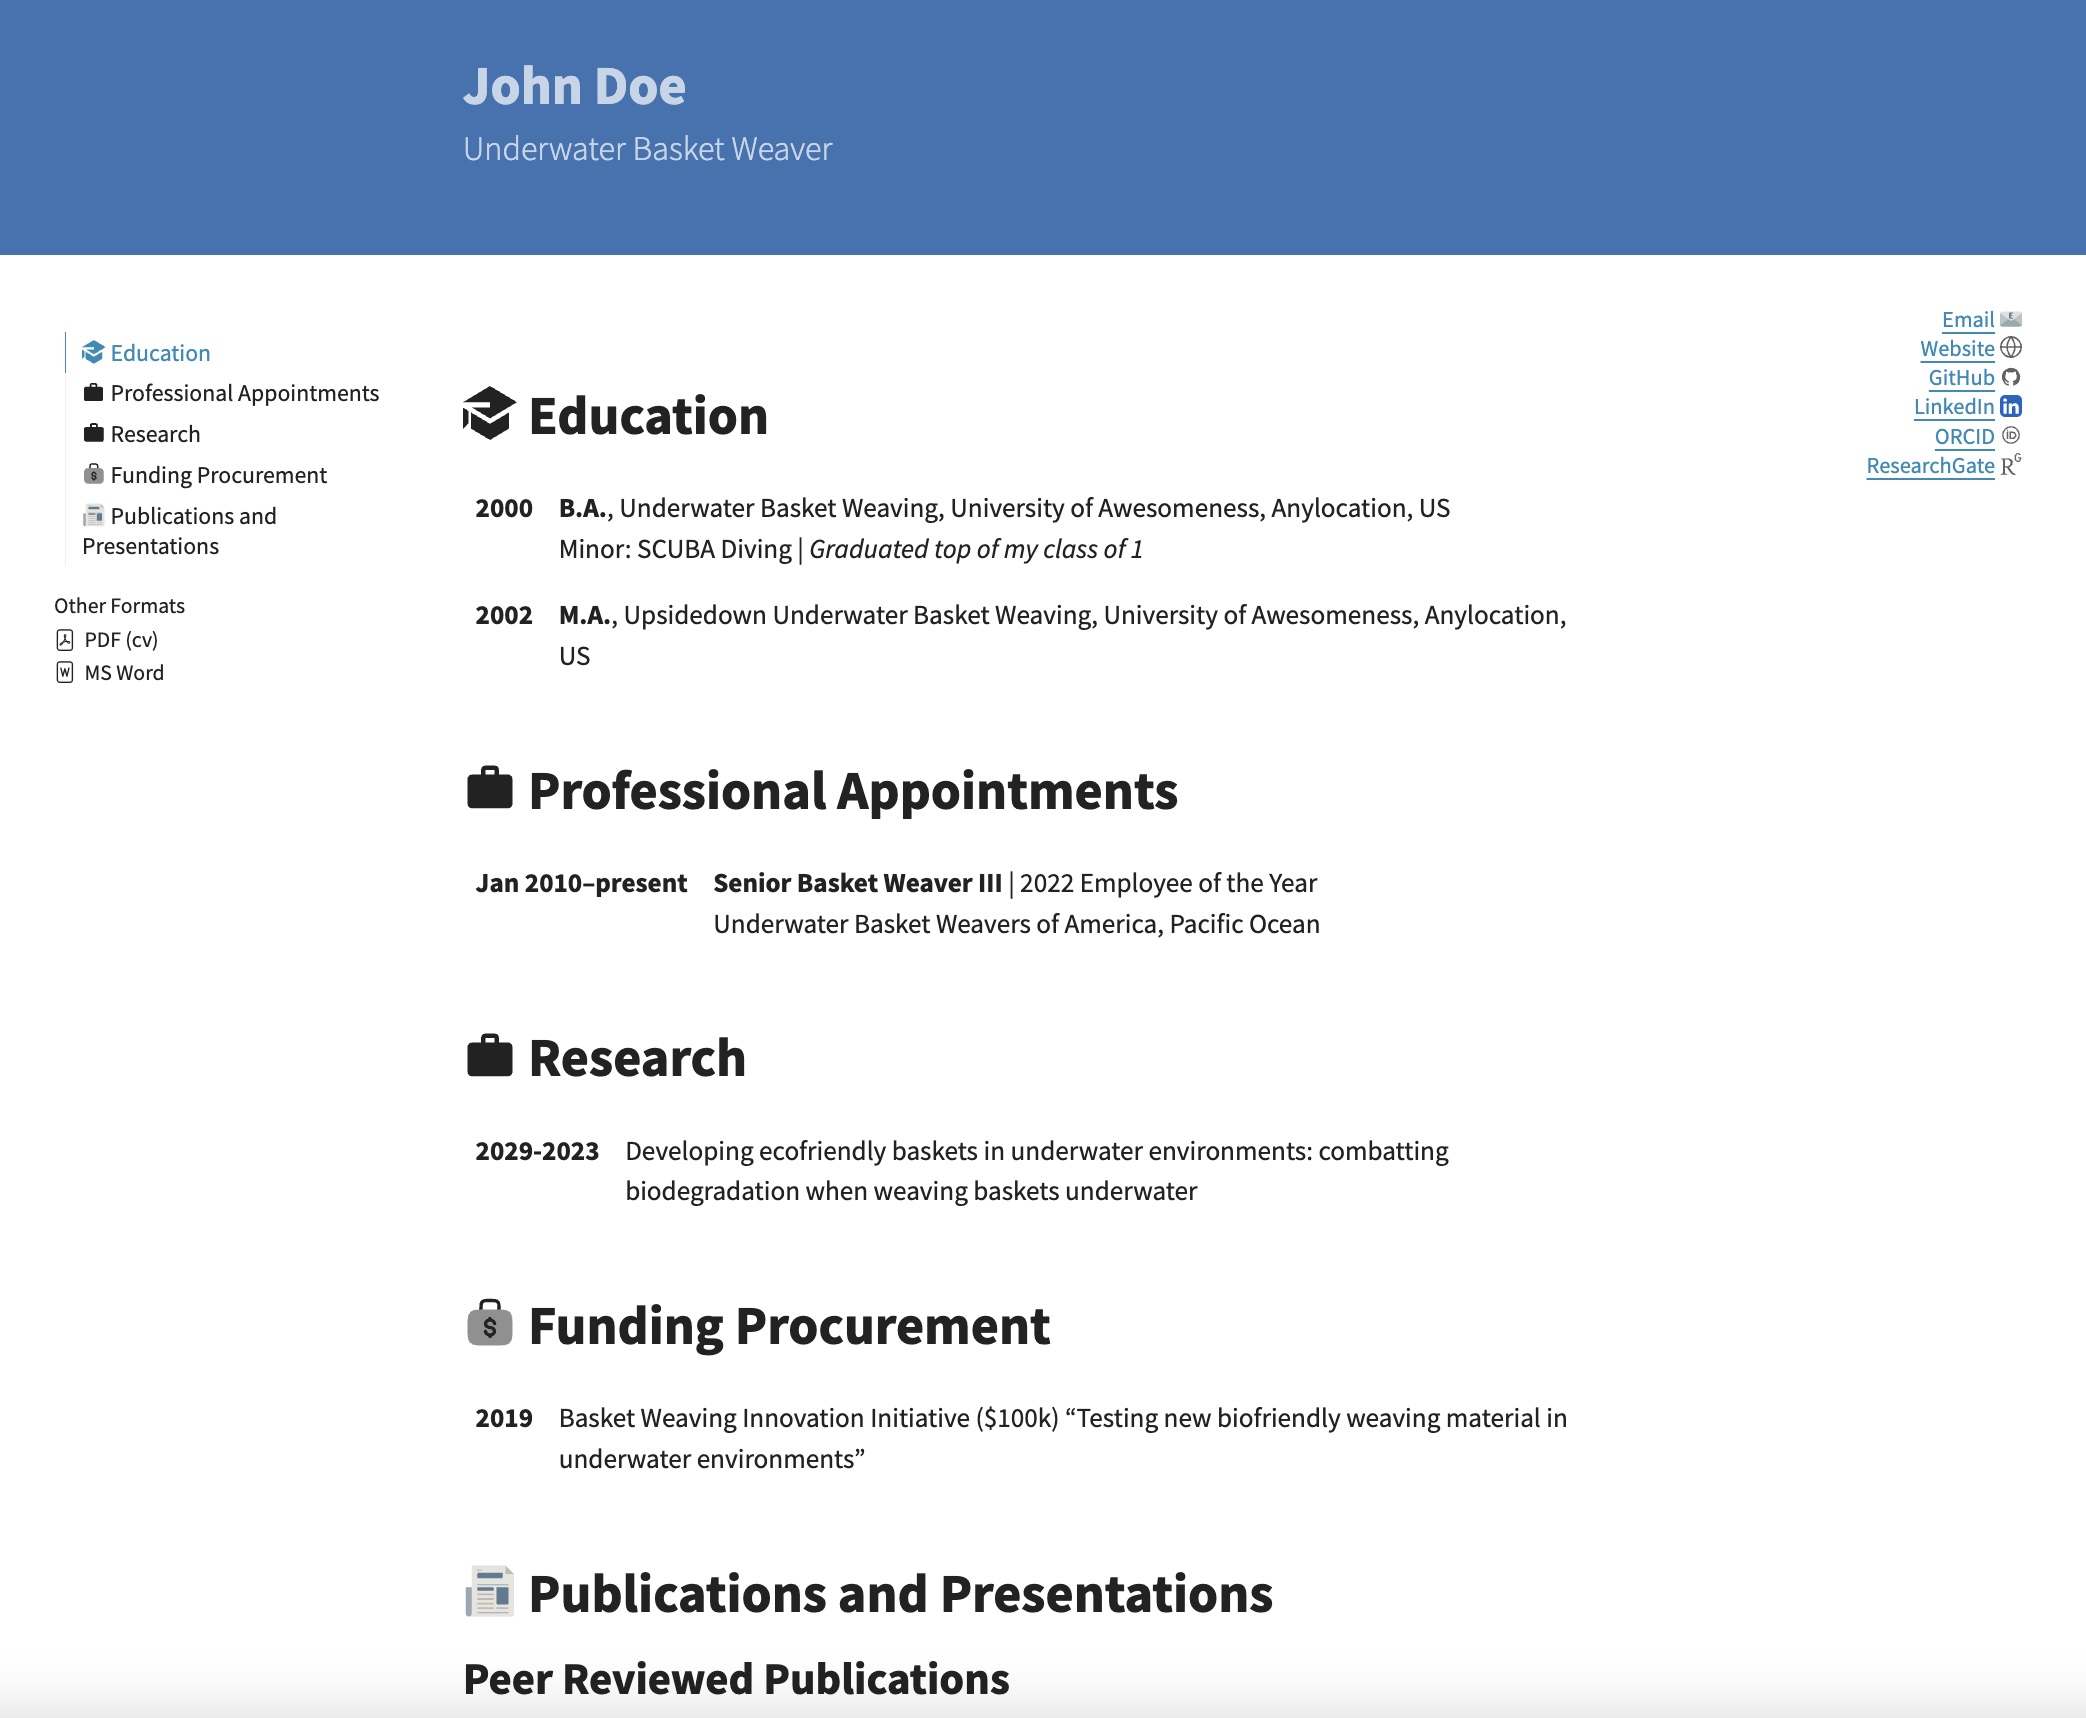 John Doe
Underwater Basket Weaver
Education
Professional Appointments
Research
Funding Procurement
Publications and
Presentations
Other Formats
PDF (cv)
MS Word
Email
Website
GitHub
LinkedIn
ORCID
ResearchGate
Education
2000 B.A., Underwater Basket Weaving, University of Awesomeness, Anylocation, US
Minor: SCUBA Diving | Graduated top of my class of 1
2002 M.A., Upsidedown Underwater Basket Weaving, University of Awesomeness, Anylocation,
US
Professional Appointments
Jan 2010–present Senior Basket Weaver III | 2022 Employee of the Year
Underwater Basket Weavers of America, Pacific Ocean
Research
2029-2023 Developing ecofriendly baskets in underwater environments: combatting
biodegradation when weaving baskets underwater
Funding Procurement
2019 Basket Weaving Innovation Initiative ($100k) “Testing new biofriendly weaving material in
underwater environments”
Publications and Presentations
Peer Reviewed Publications